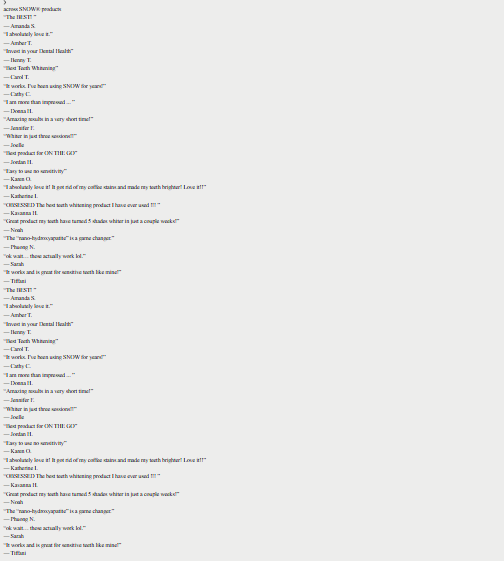 across SNOW® products
"The BEST! "
— Amanda S.
"I absolutely love it."
— Amber T.
"Invest in your Dental Health"
— Benny T.
"Best Teeth Whitening"
— Carol T.
"It works. I've been using SNOW for years!"
— Cathy C.
"I am more than impressed ... "
— Donna H.
"Amazing results in a very short time!"
— Jennifer F.
"Whiter in just three sessions!!"
— Joelle
"Best product for ON THE GO"
— Jordan H.
"Easy to use no sensitivity"
— Karen O.
"I absolutely love it! It got rid of my coffee stains and made my teeth brighter! Love it!!"
— Katherine I.
"OBSESSED The best teeth whitening product I have ever used !!! "
— Kasanna H.
"Great product my teeth have turned 5 shades whiter in just a couple weeks!"
— Noah
"The "nano-hydroxyapatite" is a game changer."
— Phuong N.
"ok wait… these actually work lol."
— Sarah
"It works and is great for sensitive teeth like mine!"
— Tiffani
"The BEST! "
— Amanda S.
"I absolutely love it."
— Amber T.
"Invest in your Dental Health"
— Benny T.
"Best Teeth Whitening"
— Carol T.
"It works. I've been using SNOW for years!"
— Cathy C.
"I am more than impressed ... "
— Donna H.
"Amazing results in a very short time!"
— Jennifer F.
"Whiter in just three sessions!!"
— Joelle
"Best product for ON THE GO"
— Jordan H.
"Easy to use no sensitivity"
— Karen O.
"I absolutely love it! It got rid of my coffee stains and made my teeth brighter! Love it!!"
— Katherine I.
"OBSESSED The best teeth whitening product I have ever used !!! "
— Kasanna H.
"Great product my teeth have turned 5 shades whiter in just a couple weeks!"
— Noah
"The "nano-hydroxyapatite" is a game changer."
— Phuong N.
"ok wait… these actually work lol."
— Sarah
"It works and is great for sensitive teeth like mine!"
— Tiffani